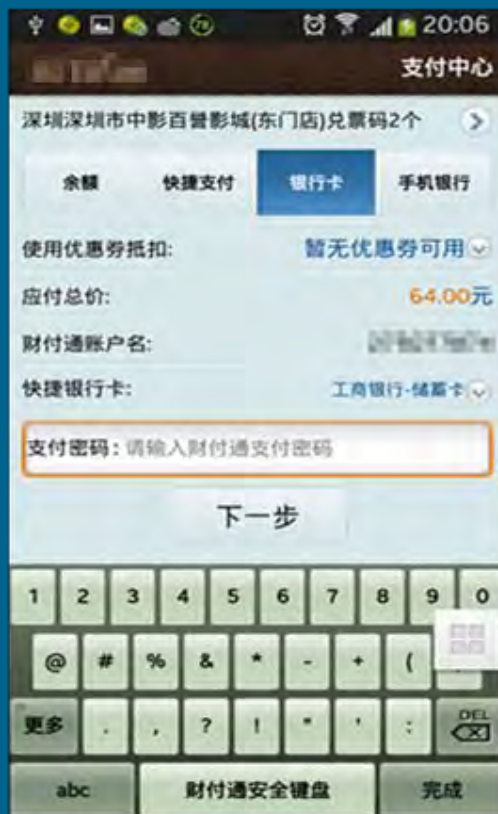 20:06
支付中心
深圳深圳市中影百誉影城(东门店)兑票码2个
余额 快捷支付 银行卡 手机银行
使用优惠券抵扣: 暂无优惠券可用
应付总价: 64.00元
财付通账户名:
快捷银行卡: 工商银行-储蓄卡
支付密码: 请输入财付通支付密码
下一步
1 2 3 4 5 6 7 8 9 0
@ # % & * - + (
更多 . , ? ! " ' : DEL
abc 财付通安全键盘 完成